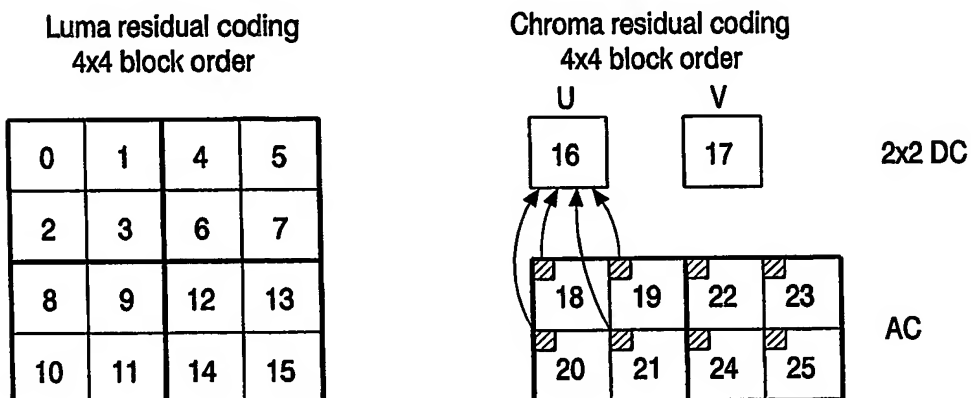 Luma residual coding
4x4 block order
0 1 4 5
2 3 6 7
8 9 12 13
10 11 14 15
Chroma residual coding
4x4 block order
U V
16 17 2x2 DC
18 19 22 23
AC
20 21 24 25